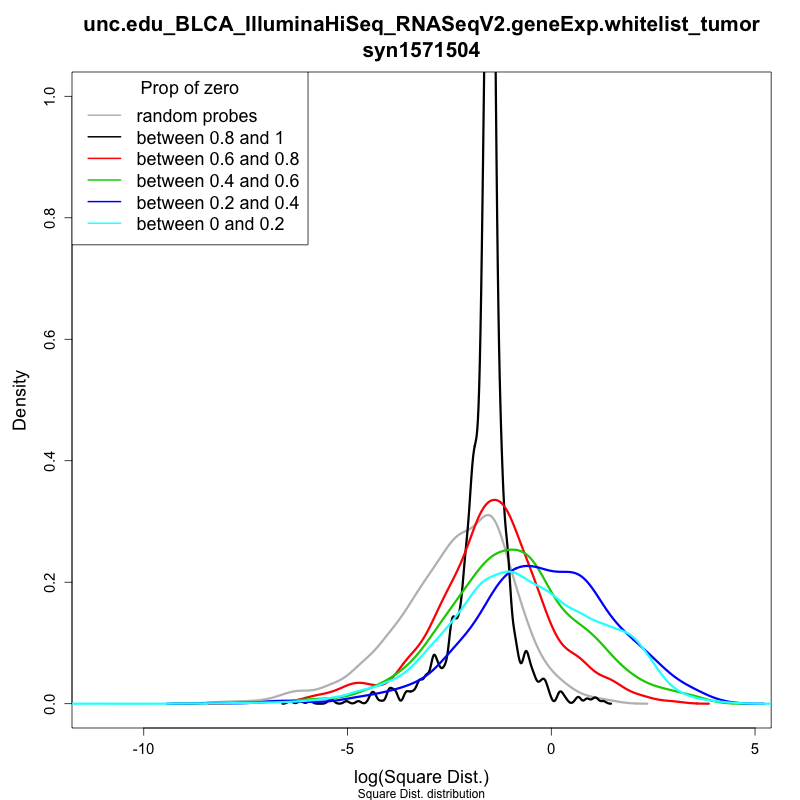 unc.edu_BLCA_IlluminaHiSeq_RNASeqV2.geneExp.whitelist_tumor
syn1571504
Prop of zero
random probes
between 0.8 and 1
between 0.6 and 0.8
between 0.4 and 0.6
between 0.2 and 0.4
between 0 and 0.2
Density
1.0
0.8
0.6
0.4
0.2
0.0
-10
-5
0
5
log(Square Dist.)
Square Dist. distribution